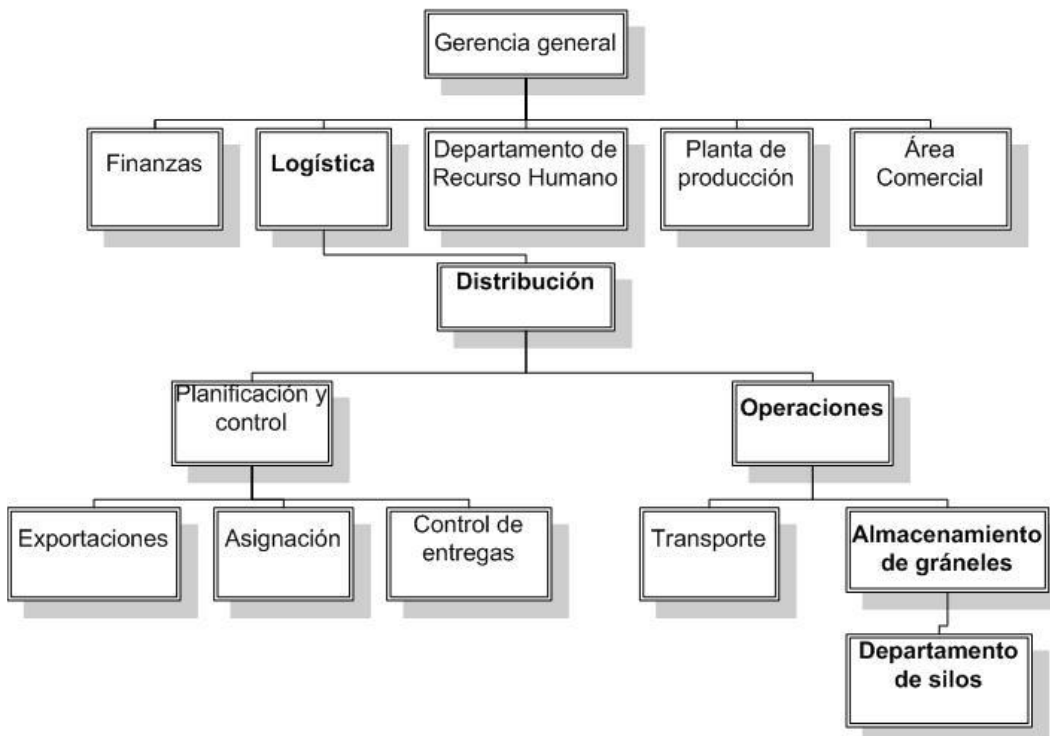 Gerencia general
Finanzas
Logística
Departamento de
Recurso Humano
Planta de
producción
Área
Comercial
Distribución
Planificación y
control
Operaciones
Exportaciones
Asignación
Control de
entregas
Transporte
Almacenamiento
de gráneles
Departamento
de silos